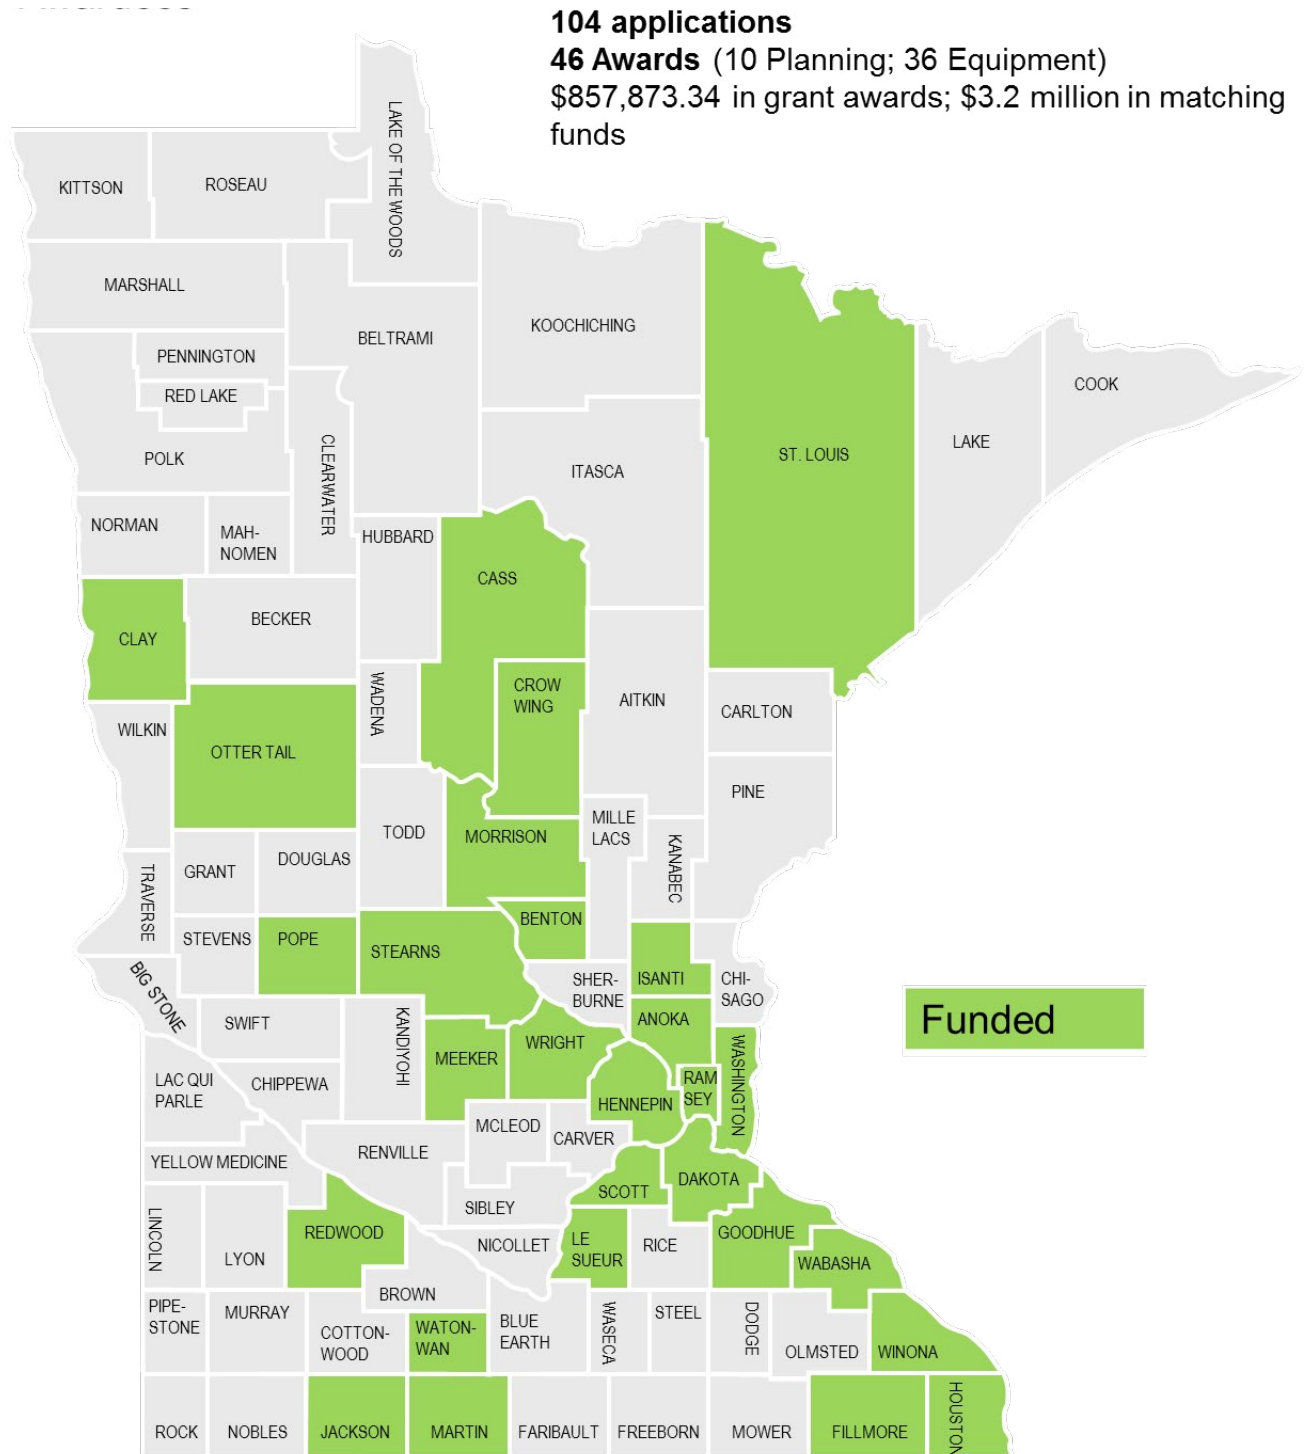 104 applications
46 Awards (10 Planning; 36 Equipment)
$857,873.34 in grant awards; $3.2 million in matching
funds
LAKE OF THE WOODS
KITTSON
ROSEAU
MARSHALL
KOOCHICHING
BELTRAMI
PENNINGTON
RED LAKE
COOK
POLK
CLEARWATER
ST. LOUIS
LAKE
ITASCA
NORMAN
MAH-
NOMEN
HUBBARD
CASS
CLAY
BECKER
WADENA
CROW
WING
AITKIN
CARLTON
WILKIN
OTTER TAIL
PINE
TODD
MORRISON
MILLE
LACS
KANABEC
GRANT
DOUGLAS
TRAVERSE
STEVENS
POPE
STEARNS
BENTON
BIG STONE
SHER-
BURNE
ISANTI
CHI-
SAGO
SWIFT
KANDIYOHI
ANOKA
Funded
MEEKER
WRIGHT
WASHINGTON
LAC QUI
PARLE
CHIPPEWA
HENNEPIN
RAM
SEY
MCLEOD
CARVER
RENVILLE
YELLOW MEDICINE
SCOTT
DAKOTA
SIBLEY
LINCOLN
LYON
REDWOOD
NICOLLET
LE
SUEUR
RICE
GOODHUE
WABASHA
BROWN
PIPE-
STONE
MURRAY
COTTON-
WOOD
WATON-
WAN
BLUE
EARTH
WASECA
STEEL
DODGE
OLMSTED
WINONA
ROCK
NOBLES
JACKSON
MARTIN
FARIBAULT
FREEBORN
MOWER
FILLMORE
HOUSTON